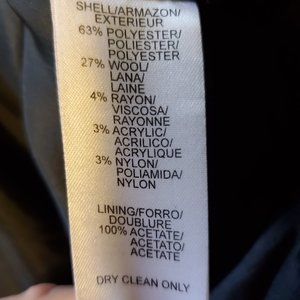 SHELL/ARMAZON/
EXTERIEUR
63% POLYESTER/
POLIESTER/
POLYESTER
27% WOOL/
LANA/
LAINE
4% RAYON/
VISCOSA/
RAYONNE
3% ACRYLIC/
ACRILICO/
ACRYLIQUE
3% NYLON/
POLIAMIDA/
NYLON
LINING/FORRO/
DOUBLURE
100% ACETATE/
ACETATO/
ACETATE
DRY CLEAN ONLY